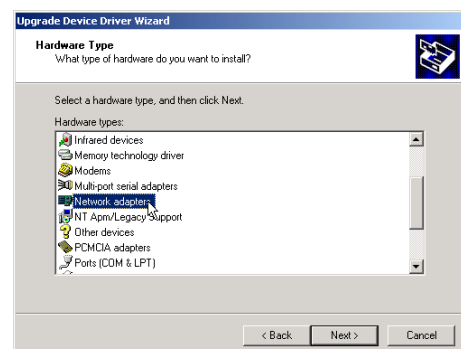 Upgrade Device Driver Wizard
Hardware Type
What type of hardware do you want to install?
Select a hardware type, and then click Next.
Hardware types:
Infrared devices
Memory technology driver
Modems
Multi-port serial adapters
Network adapters
NT Apm/Legacy Support
Other devices
PCMCIA adapters
Ports (COM & LPT)
< Back
Next >
Cancel